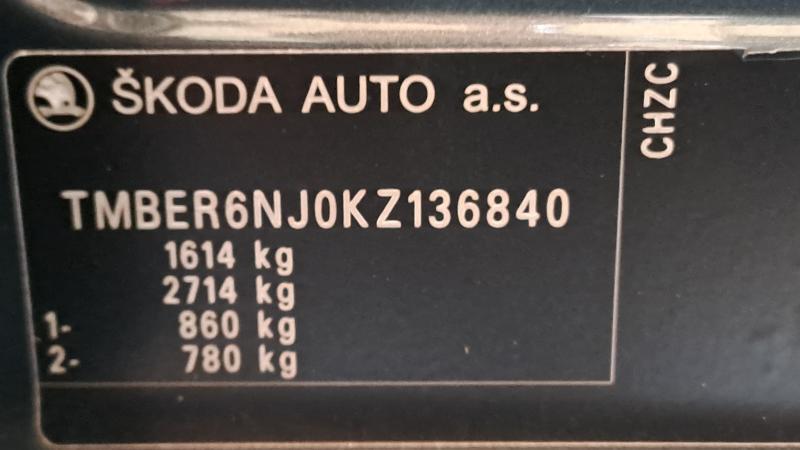 ŠKODA AUTO a.s.
CHZC
TMBER6NJ0KZ136840
1614 kg
2714 kg
1- 860 kg
2- 780 kg